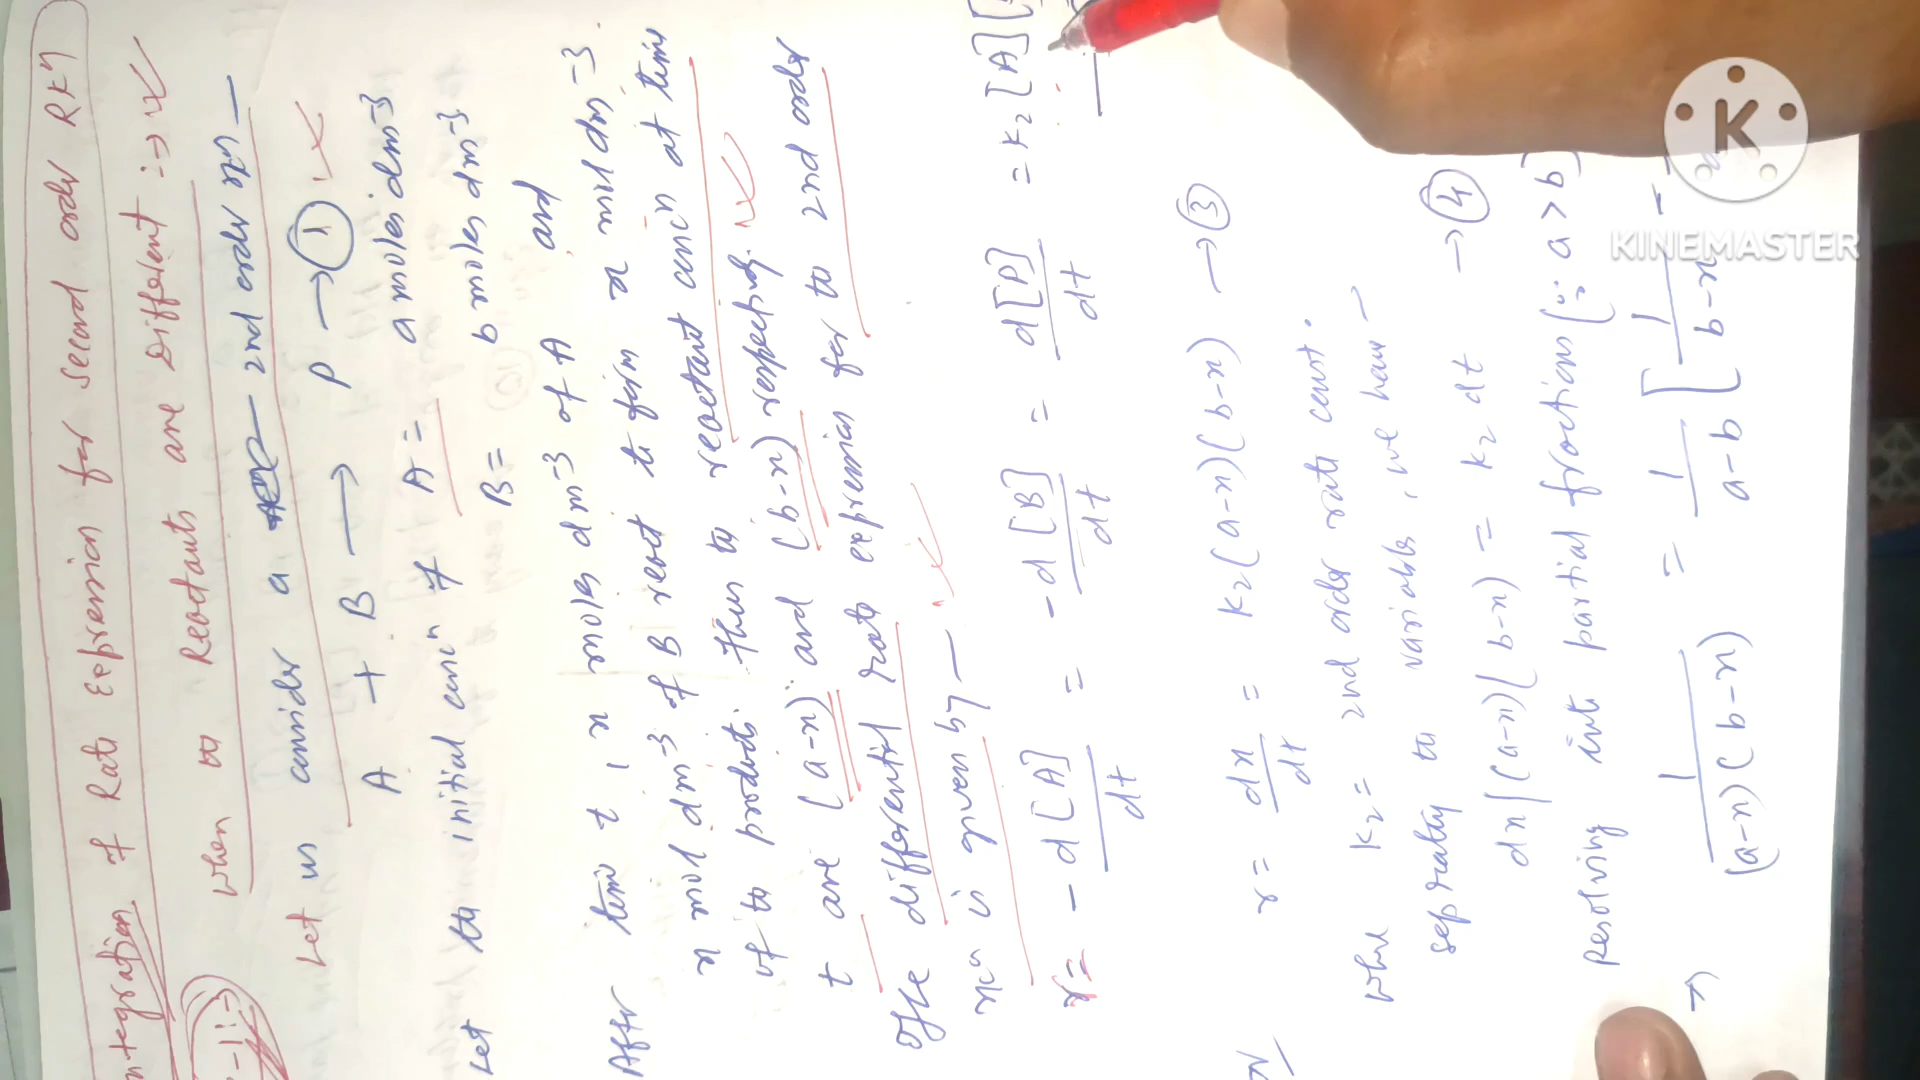 Integration of Rate Expression for Second order RXn
when the Reactants are Different :→
Let us consider a 2nd order rxn —
A + B → P → ①
Let the initial concn of A = a moles dm-3
B = b moles dm-3 and
After time t, x moles dm-3 of A
x mol dm-3 of B react to form x mol dm-3
of the product. Thus the reactant concn at time
t are (a-x) and (b-x) respecting.
The differential rate expression for the 2nd order
rxn is given by —
r = -d[A]/dt = -d[B]/dt = d[P]/dt = K2[A][
r = dx/dt = K2(a-x)(b-x) → ③
where K2 = 2nd order rate const.
seprating the variables, we have —
dx/(a-x)(b-x) = K2 dt → ④
Resolving into partial fractions [∵ a > b]
⇒ 1/(a-x)(b-x) = 1/a-b [1/b-x -
K
KINEMASTER